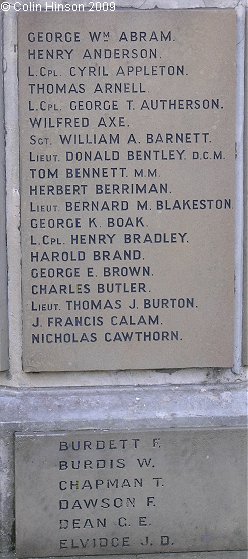 © Colin Hinson 2009
GEORGE WM ABRAM.
HENRY ANDERSON.
L.CPL. CYRIL APPLETON.
THOMAS ARNELL.
L.CPL. GEORGE T. AUTHERSON.
WILFRED AXE.
SGT. WILLIAM A. BARNETT.
LIEUT. DONALD BENTLEY. D.C.M.
TOM BENNETT. M.M.
HERBERT BERRIMAN.
LIEUT. BERNARD M. BLAKESTON.
GEORGE K. BOAK.
L.CPL. HENRY BRADLEY.
HAROLD BRAND.
GEORGE E. BROWN.
CHARLES BUTLER.
LIEUT. THOMAS J. BURTON.
J. FRANCIS CALAM.
NICHOLAS CAWTHORN.
BURDETT F.
BURDIS W.
CHAPMAN T.
DAWSON F.
DEAN G. E.
ELVIDGE J. D.